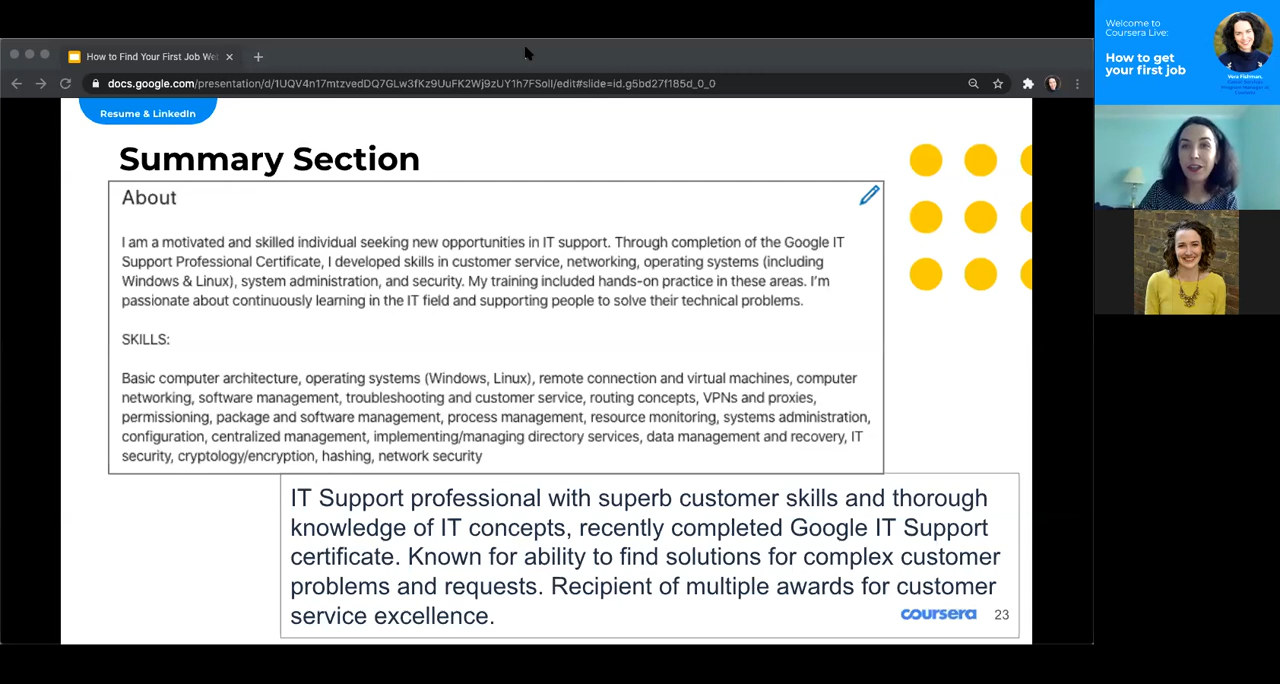 How to Find Your First Job We
docs.google.com/presentation/d/1UQV4n17mtzvedDQ7GLw3fKz9UuFK2Wj9zUY1h7FSoll/edit#slide=id.g5bd27f185d_0_0
Resume & LinkedIn
Summary Section
About
I am a motivated and skilled individual seeking new opportunities in IT support. Through completion of the Google IT
Support Professional Certificate, I developed skills in customer service, networking, operating systems (including
Windows & Linux), system administration, and security. My training included hands-on practice in these areas. I'm
passionate about continuously learning in the IT field and supporting people to solve their technical problems.
SKILLS:
Basic computer architecture, operating systems (Windows, Linux), remote connection and virtual machines, computer
networking, software management, troubleshooting and customer service, routing concepts, VPNs and proxies,
permissioning, package and software management, process management, resource monitoring, systems administration,
configuration, centralized management, implementing/managing directory services, data management and recovery, IT
security, cryptology/encryption, hashing, network security
IT Support professional with superb customer skills and thorough
knowledge of IT concepts, recently completed Google IT Support
certificate. Known for ability to find solutions for complex customer
problems and requests. Recipient of multiple awards for customer
service excellence.
coursera 23
Welcome to
Coursera Live:
How to get
your first job
Vera Fishman,
Program Manager at
Coursera